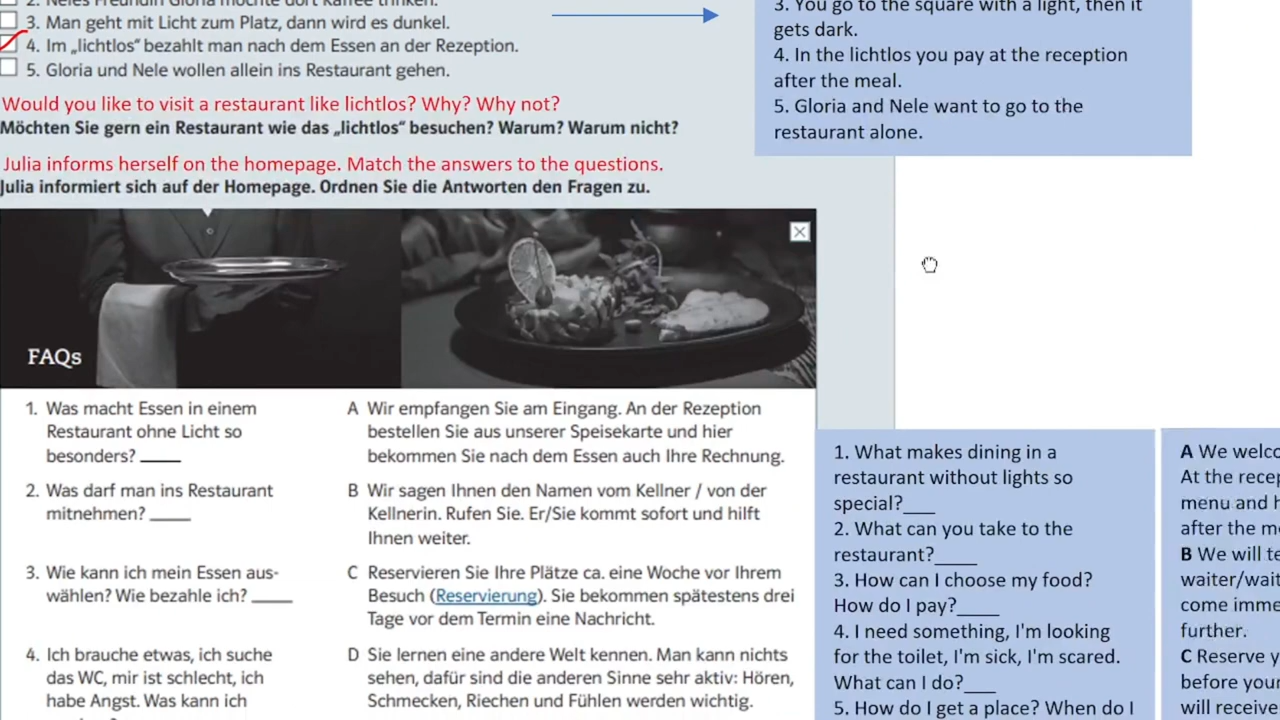 2. Neles Freundin Gloria möchte dort Kaffee trinken.
3. Man geht mit Licht zum Platz, dann wird es dunkel.
4. Im „lichtlos“ bezahlt man nach dem Essen an der Rezeption.
5. Gloria und Nele wollen allein ins Restaurant gehen.
Would you like to visit a restaurant like lichtlos? Why? Why not?
Möchten Sie gern ein Restaurant wie das „lichtlos“ besuchen? Warum? Warum nicht?
Julia informs herself on the homepage. Match the answers to the questions.
Julia informiert sich auf der Homepage. Ordnen Sie die Antworten den Fragen zu.
3. You go to the square with a light, then it
gets dark.
4. In the lichtlos you pay at the reception
after the meal.
5. Gloria and Nele want to go to the
restaurant alone.
FAQs
1. Was macht Essen in einem
Restaurant ohne Licht so
besonders? ____
2. Was darf man ins Restaurant
mitnehmen? ____
3. Wie kann ich mein Essen aus-
wählen? Wie bezahle ich? ____
4. Ich brauche etwas, ich suche
das WC, mir ist schlecht, ich
habe Angst. Was kann ich
A Wir empfangen Sie am Eingang. An der Rezeption
bestellen Sie aus unserer Speisekarte und hier
bekommen Sie nach dem Essen auch Ihre Rechnung.
B Wir sagen Ihnen den Namen vom Kellner / von der
Kellnerin. Rufen Sie. Er/Sie kommt sofort und hilft
Ihnen weiter.
C Reservieren Sie Ihre Plätze ca. eine Woche vor Ihrem
Besuch (Reservierung). Sie bekommen spätestens drei
Tage vor dem Termin eine Nachricht.
D Sie lernen eine andere Welt kennen. Man kann nichts
sehen, dafür sind die anderen Sinne sehr aktiv: Hören,
Schmecken, Riechen und Fühlen werden wichtig.
1. What makes dining in a
restaurant without lights so
special?___
2. What can you take to the
restaurant?____
3. How can I choose my food?
How do I pay?____
4. I need something, I'm looking
for the toilet, I'm sick, I'm scared.
What can I do?___
5. How do I get a place? When do I
A We
At the
menu and
after the
B We will
come
further.
C Reserve
before your
will receive